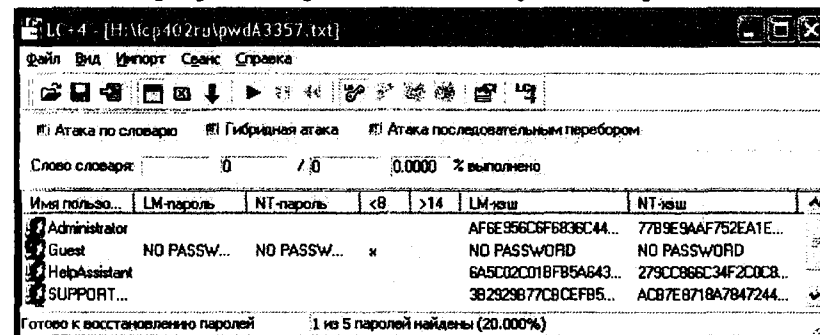 LC+4 - [H:\lcp402ru\pwdA3357.txt]
Файл Вид Импорт Сеанс Справка
Атака по словарю Гибридная атака Атака последовательным перебором
Слово словаря: 0 / 0 0.0000 % выполнено
Имя пользо... LM-пароль NT-пароль <8 >14 LM-хэш NT-хэш
Administrator AF6E956C6F6836C44... 77B9E9AAF752EA1E...
Guest NO PASSW... NO PASSW... x NO PASSWORD NO PASSWORD
HelpAssistant 6A5C02C01BFB5A643... 279CC866C34F2C0C8...
SUPPORT... 3B2929B77CBCEFB5... ACB7E8718A7847244...
Готово к восстановлению паролей 1 из 5 паролей найдены (20.000%)